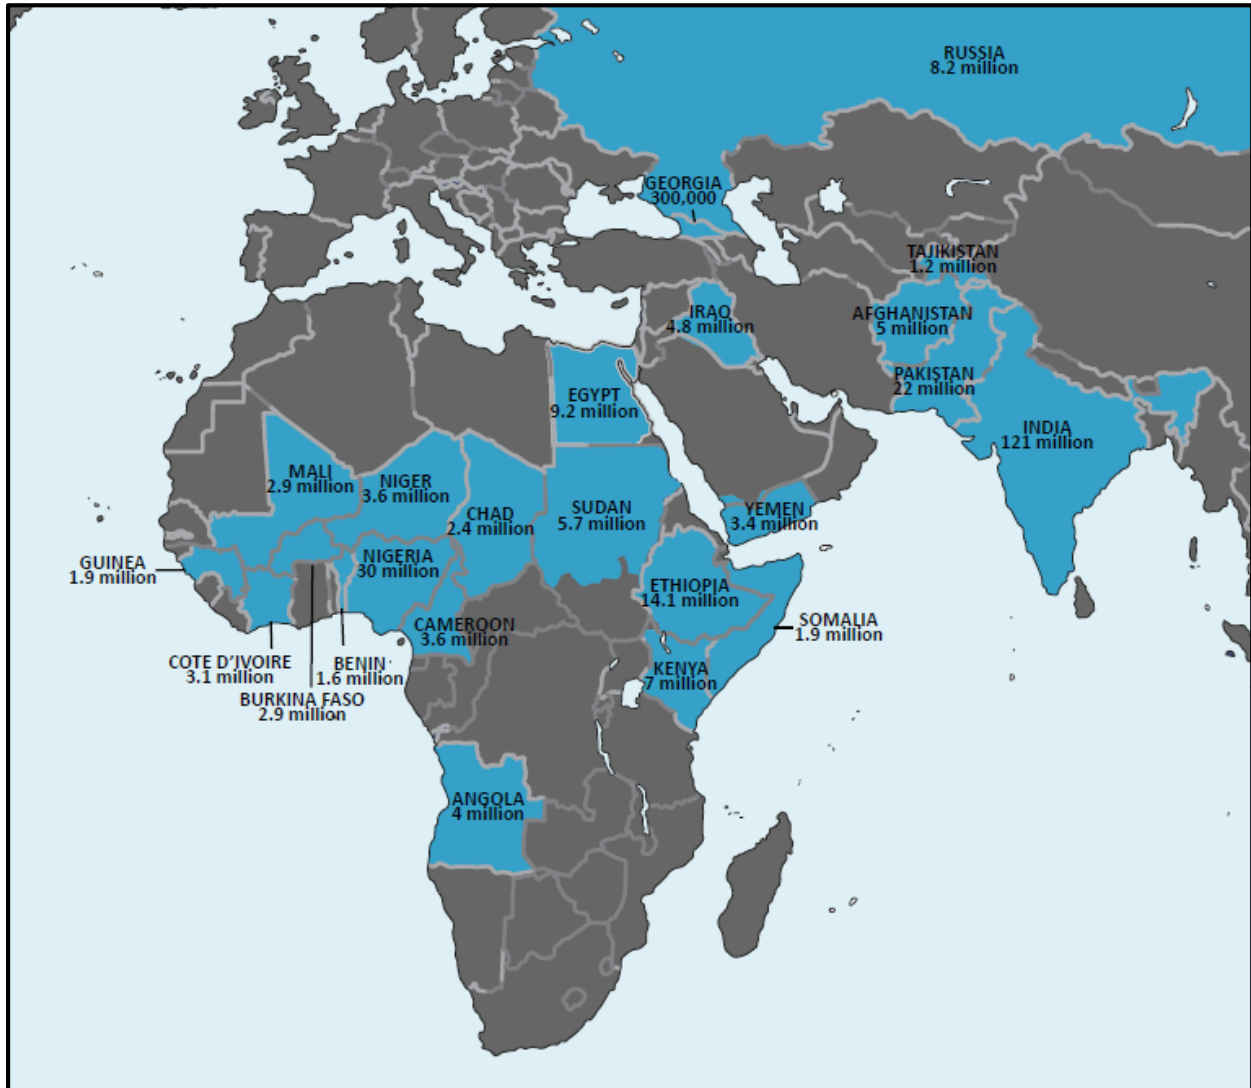 RUSSIA
8.2 million
GEORGIA
300,000
TAJIKISTAN
1.2 million
IRAQ
4.8 million
AFGHANISTAN
5 million
PAKISTAN
22 million
EGYPT
9.2 million
INDIA
121 million
MALI
2.9 million
NIGER
3.6 million
CHAD
2.4 million
SUDAN
5.7 million
YEMEN
3.4 million
GUINEA
1.9 million
NIGERIA
30 million
ETHIOPIA
14.1 million
CAMEROON
3.6 million
SOMALIA
1.9 million
COTE D'IVOIRE
3.1 million
BENIN
1.6 million
KENYA
7 million
BURKINA FASO
2.9 million
ANGOLA
4 million